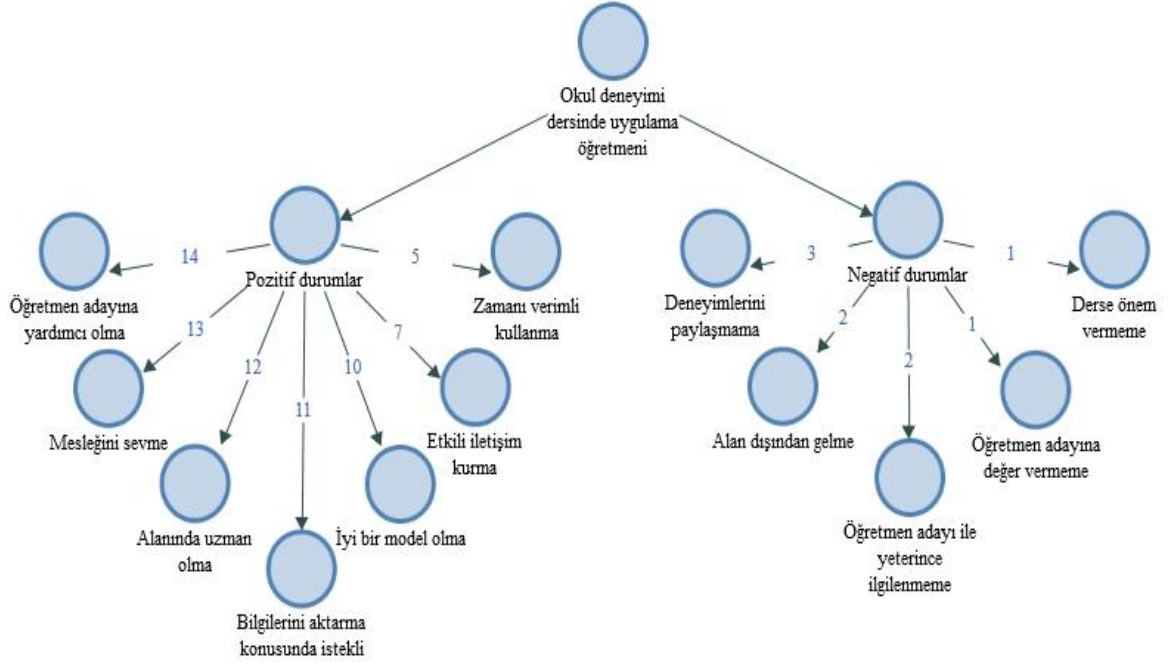 Okul deneyimi
dersinde uygulama
öğretmeni
Pozitif durumlar
14
Öğretmen adayına
yardımcı olma
13
Mesleğini sevme
12
Alanında uzman
olma
11
Bilgilerini aktarma
konusunda istekli
10
İyi bir model olma
7
Etkili iletişim
kurma
5
Zamanı verimli
kullanma
Negatif durumlar
3
Deneyimlerini
paylaşmama
2
Alan dışından gelme
2
Öğretmen adayı ile
yeterince
ilgilenmeme
1
Öğretmen adayına
değer vermeme
1
Derse önem
vermeme